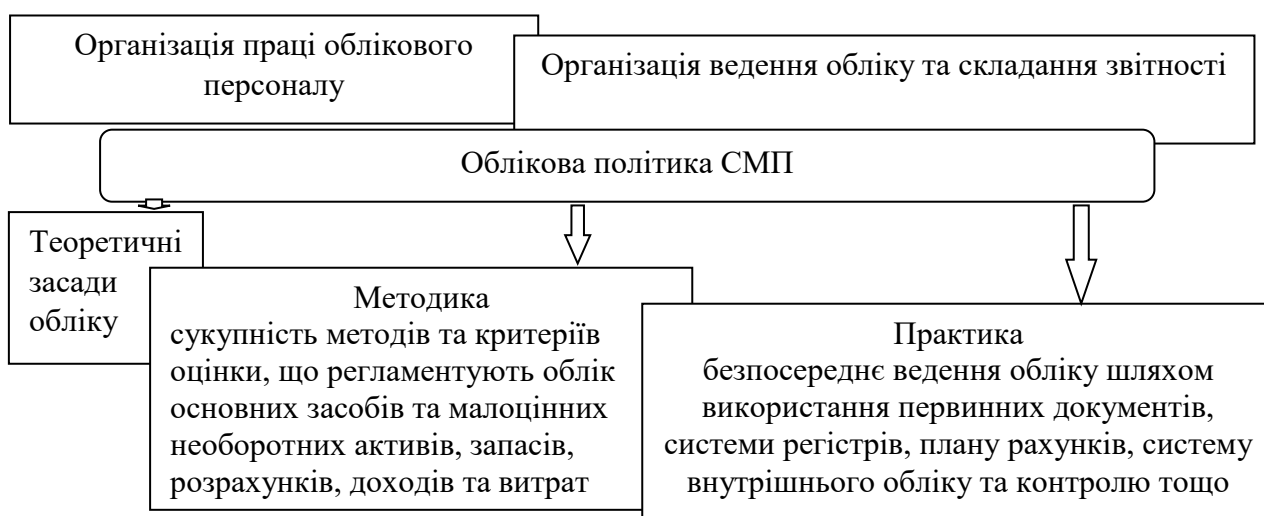 Організація праці облікового
персоналу
Організація ведення обліку та складання звітності
Облікова політика СМП
Теоретичні
засади
обліку
Методика
сукупність методів та критеріїв
оцінки, що регламентують облік
основних засобів та малоцінних
необоротних активів, запасів,
розрахунків, доходів та витрат
Практика
безпосереднє ведення обліку шляхом
використання первинних документів,
системи регістрів, плану рахунків, систему
внутрішнього обліку та контролю тощо